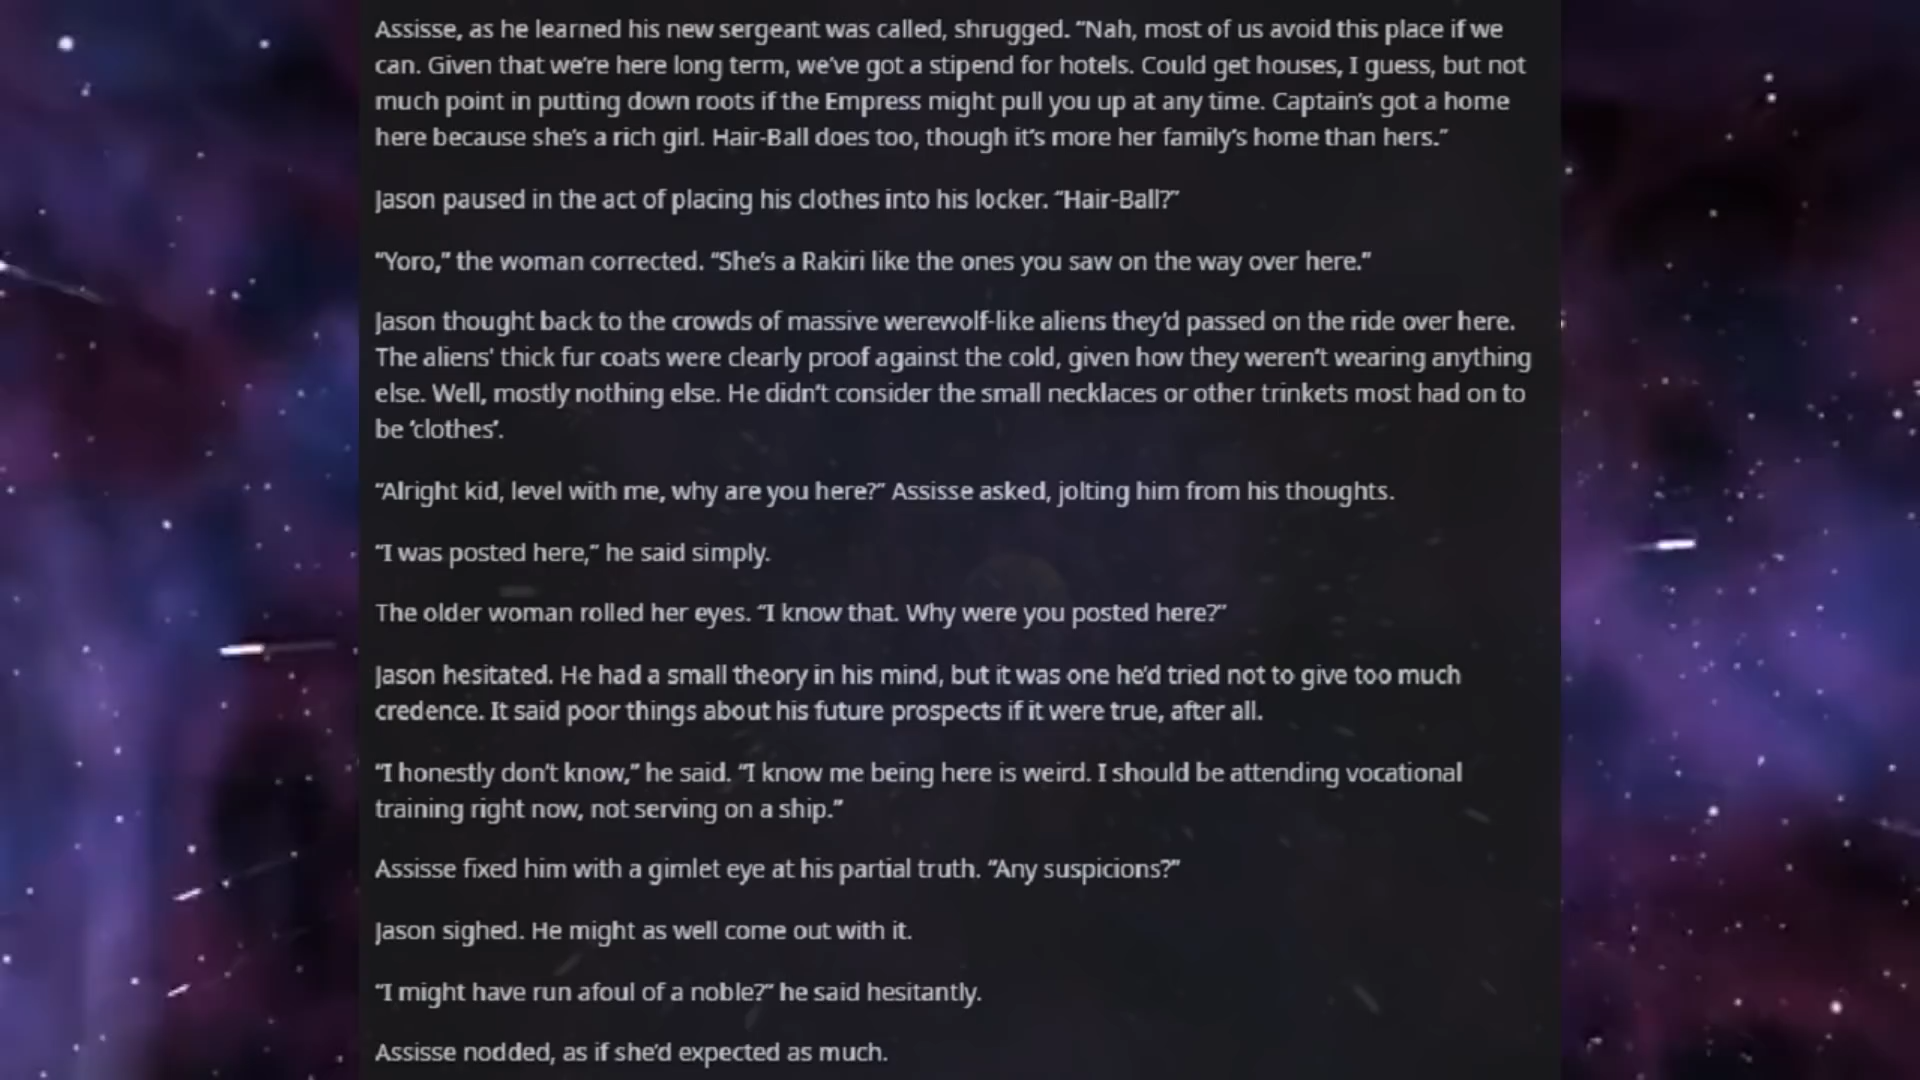 Assisse, as he learned his new sergeant was called, shrugged. “Nah, most of us avoid this place if we
can. Given that we’re here long term, we’ve got a stipend for hotels. Could get houses, I guess, but not
much point in putting down roots if the Empress might pull you up at any time. Captain’s got a home
here because she’s a rich girl. Hair-Ball does too, though it’s more her family’s home than hers.”
Jason paused in the act of placing his clothes into his locker. “Hair-Ball?”
“Yoro,” the woman corrected. “She’s a Rakiri like the ones you saw on the way over here.”
Jason thought back to the crowds of massive werewolf-like aliens they’d passed on the ride over here.
The aliens’ thick fur coats were clearly proof against the cold, given how they weren’t wearing anything
else. Well, mostly nothing else. He didn’t consider the small necklaces or other trinkets most had on to
be ‘clothes’.
“Alright kid, level with me, why are you here?” Assisse asked, jolting him from his thoughts.
“I was posted here,” he said simply.
The older woman rolled her eyes. “I know that. Why were you posted here?”
Jason hesitated. He had a small theory in his mind, but it was one he’d tried not to give too much
credence. It said poor things about his future prospects if it were true, after all.
“I honestly don’t know,” he said. “I know me being here is weird. I should be attending vocational
training right now, not serving on a ship.”
Assisse fixed him with a gimlet eye at his partial truth. “Any suspicions?”
Jason sighed. He might as well come out with it.
“I might have run afoul of a noble?” he said hesitantly.
Assisse nodded, as if she’d expected as much.